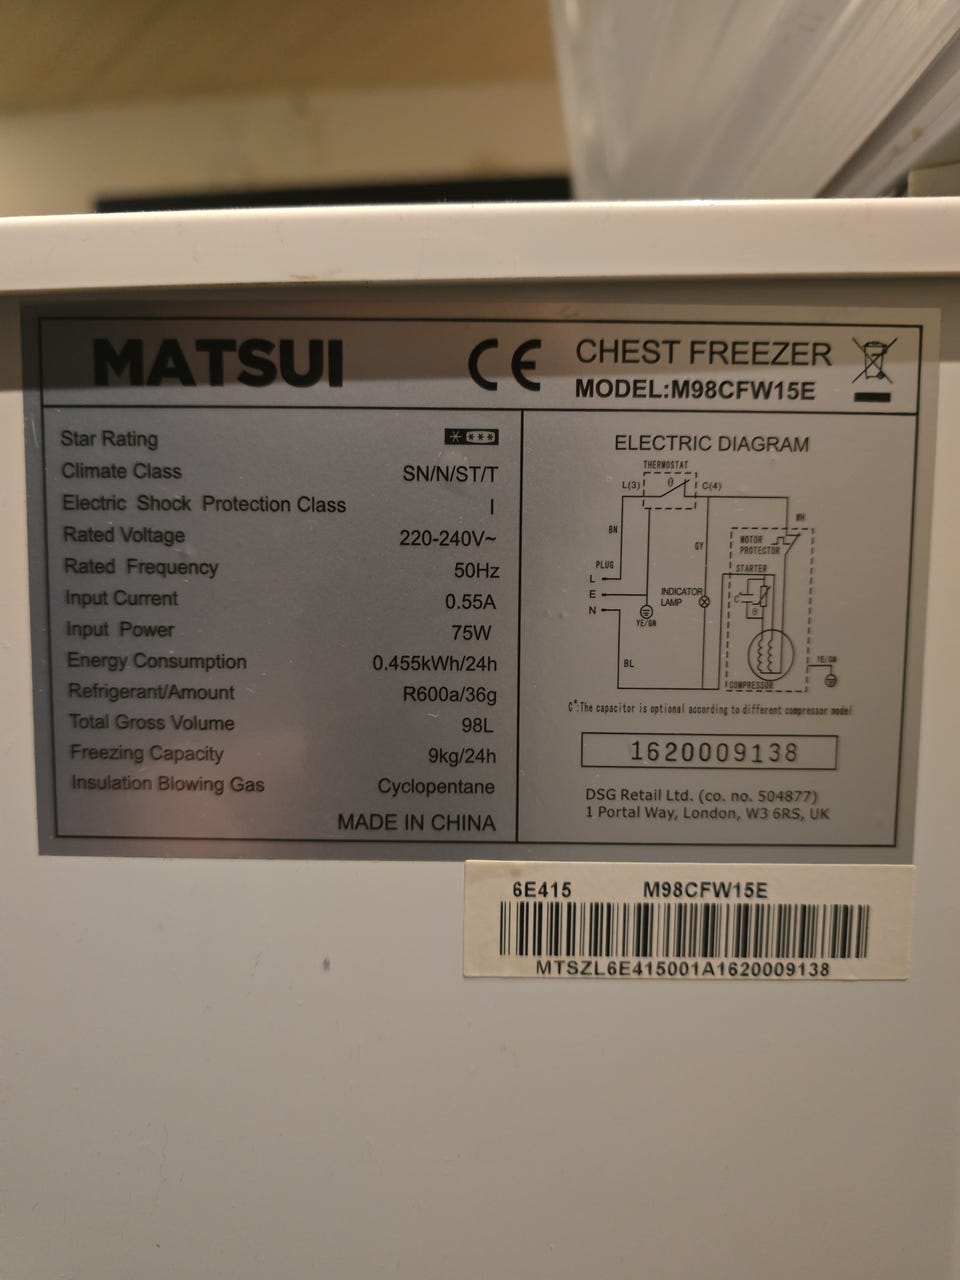 MATSUI CE CHEST FREEZER
MODEL:M98CFW15E
Star Rating
Climate Class SN/N/ST/T
Electric Shock Protection Class I
Rated Voltage 220-240V~
Rated Frequency 50Hz
Input Current 0.55A
Input Power 75W
Energy Consumption 0.455kWh/24h
Refrigerant/Amount R600a/36g
Total Gross Volume 98L
Freezing Capacity 9kg/24h
Insulation Blowing Gas Cyclopentane
MADE IN CHINA
ELECTRIC DIAGRAM
THERMOSTAT
L(3) θ C(4)
WH
BN
GY
MOTOR
PROTECTOR
PLUG
STARTER
L
E
N
INDICATOR
LAMP
C*
θ
YE/GN
BL
YE/GN
COMPRESSOR
C*:The capacitor is optional according to different compressor model
1620009138
DSG Retail Ltd. (co. no. 504877)
1 Portal Way, London, W3 6RS, UK
6E415 M98CFW15E
MTSZL6E415001A1620009138